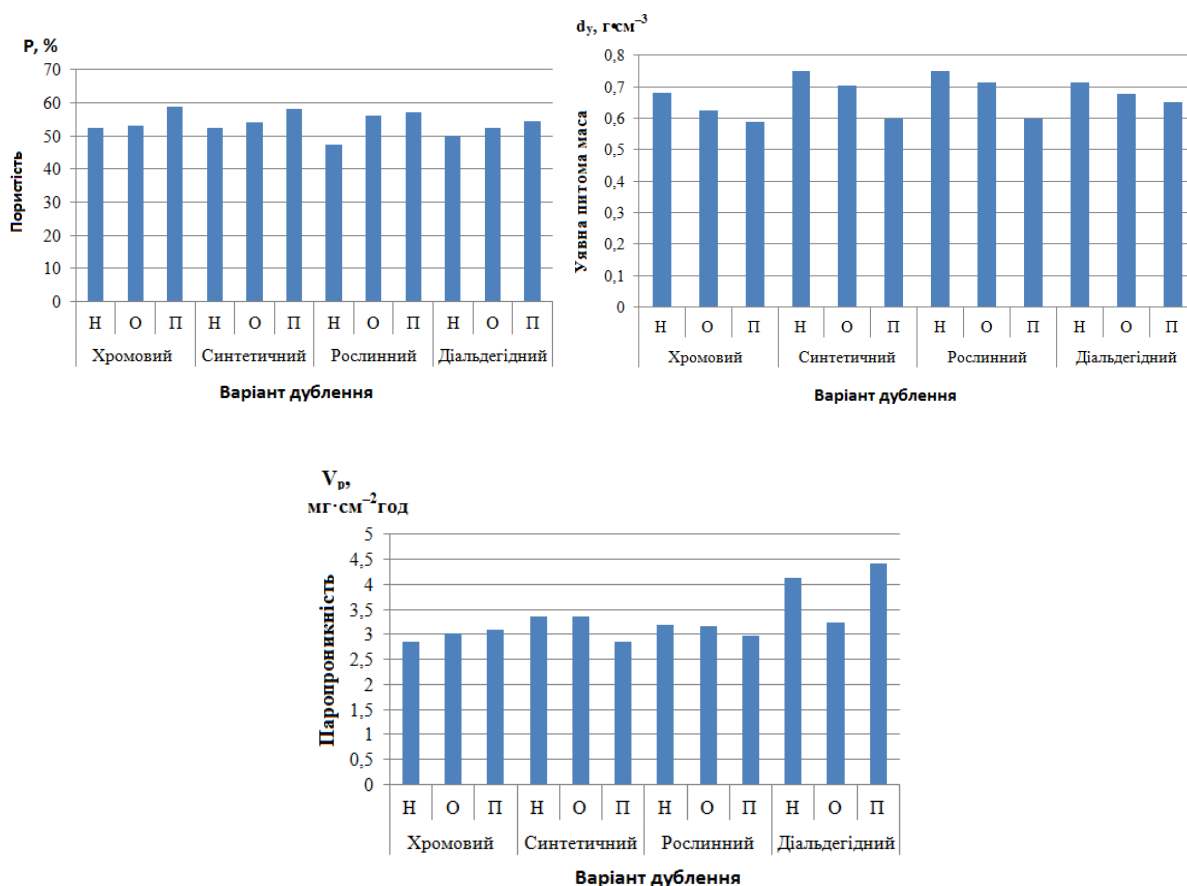 P, %
Пористість
70
60
50
40
30
20
10
0
Н О П Н О П Н О П Н О П
Хромовий Синтетичний Рослинний Діальдегідний
Варіант дублення
dу, г•см⁻³
Уявна питома маса
0,8
0,7
0,6
0,5
0,4
0,3
0,2
0,1
0
Н О П Н О П Н О П Н О П
Хромовий Синтетичний Рослинний Діальдегідний
Варіант дублення
Vр,
мг·см⁻²год
Паропроникність
5
4,5
4
3,5
3
2,5
2
1,5
1
0,5
0
Н О П Н О П Н О П Н О П
Хромовий Синтетичний Рослинний Діальдегідний
Варіант дублення